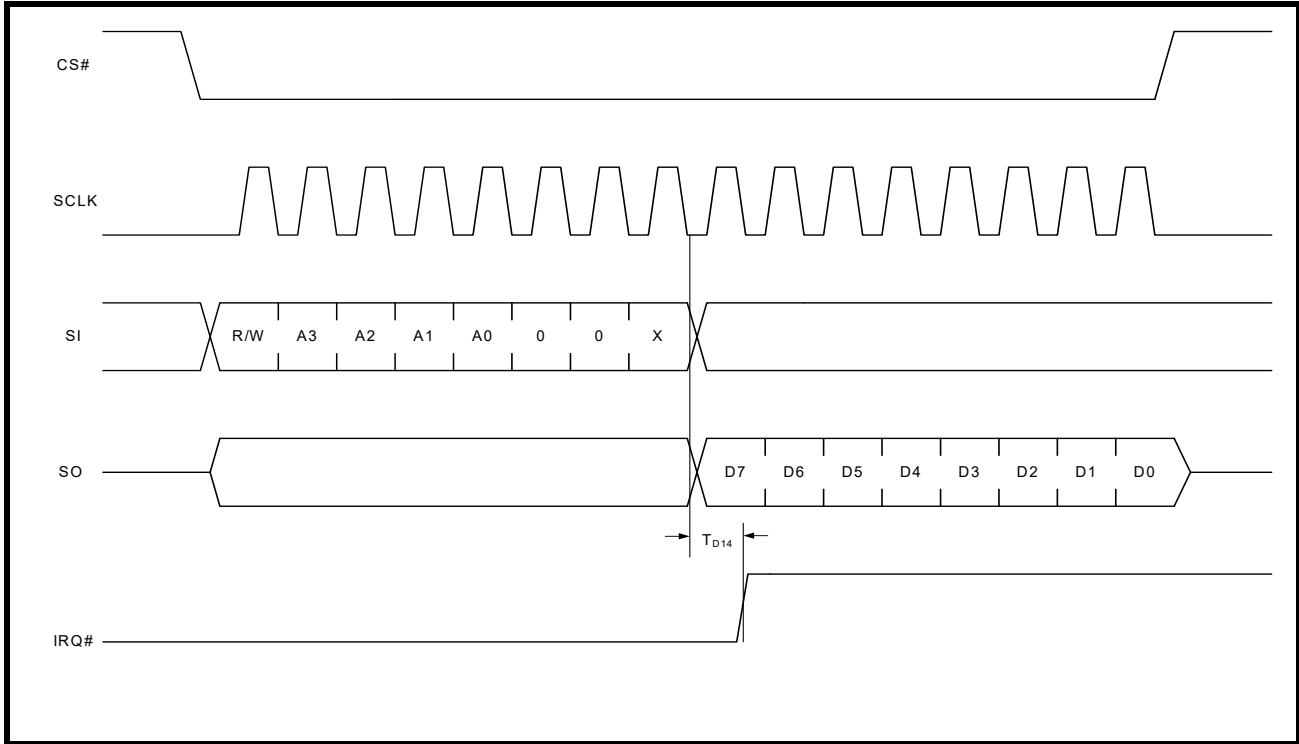 CS#
SCLK
SI
R/W A3 A2 A1 A0 0 0 X
SO
D7 D6 D5 D4 D3 D2 D1 D0
TD14
IRQ#